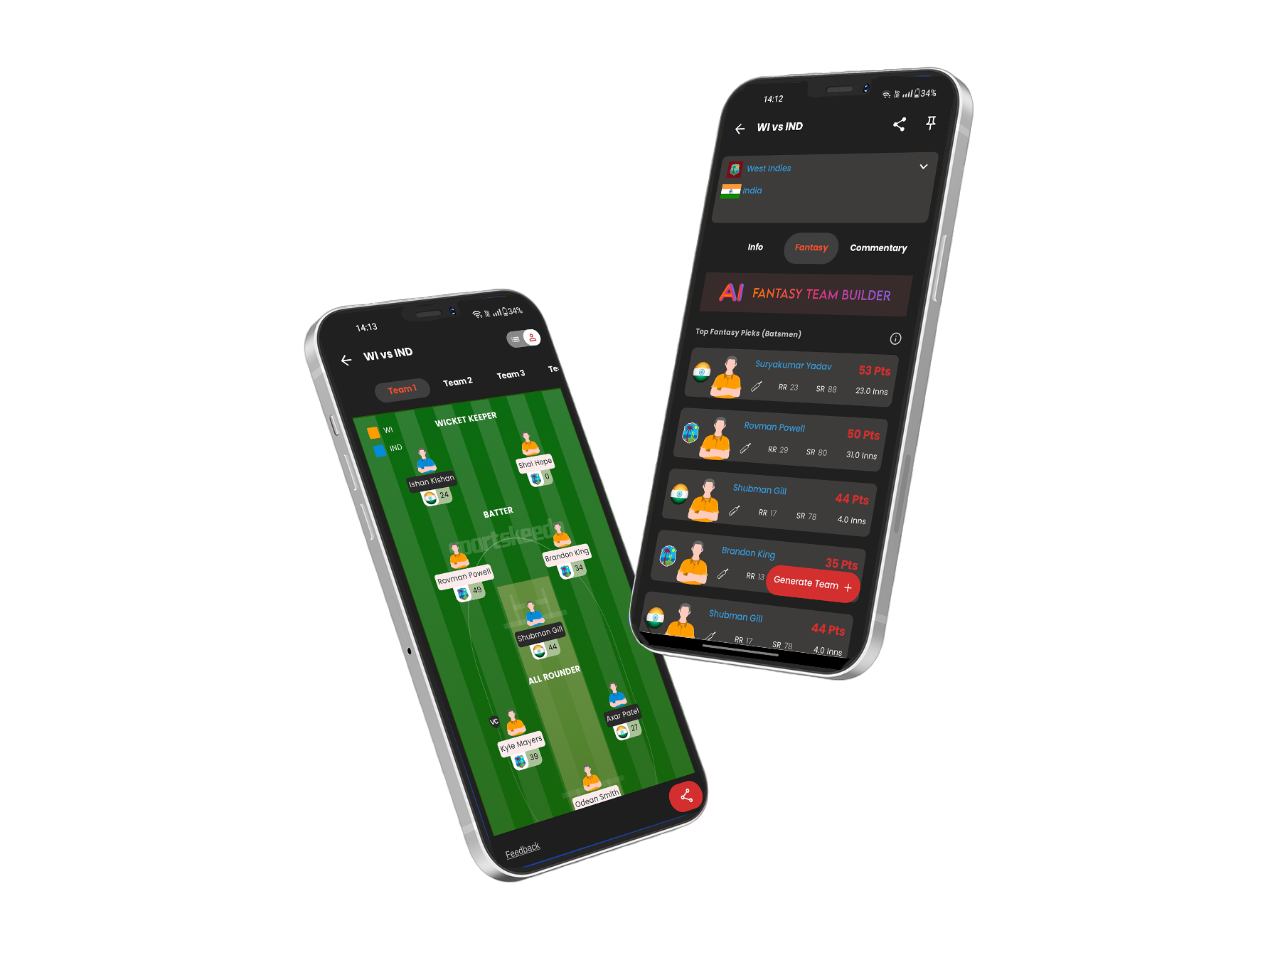 14:13
34%
WI vs IND
Team 1
Team 2
Team 3
Te
WI
IND
WICKET KEEPER
Ishan Kishan
24
Shai Hope
0
BATTER
sportskeeda
Rovman Powell
49
Brandon King
34
Shubman Gill
44
ALL ROUNDER
VC
Kyle Mayers
39
Axar Patel
27
Odean Smith
Feedback
14:12
34%
WI vs IND
West Indies
India
Info
Fantasy
Commentary
AI FANTASY TEAM BUILDER
Top Fantasy Picks (Batsmen)
Suryakumar Yadav
53 Pts
RR 23
SR 88
23.0 Inns
Rovman Powell
50 Pts
RR 29
SR 80
31.0 Inns
Shubman Gill
44 Pts
RR 17
SR 78
4.0 Inns
Brandon King
35 Pts
RR 13
Generate Team +
Shubman Gill
44 Pts
RR 17
SR 78
4.0 Inns